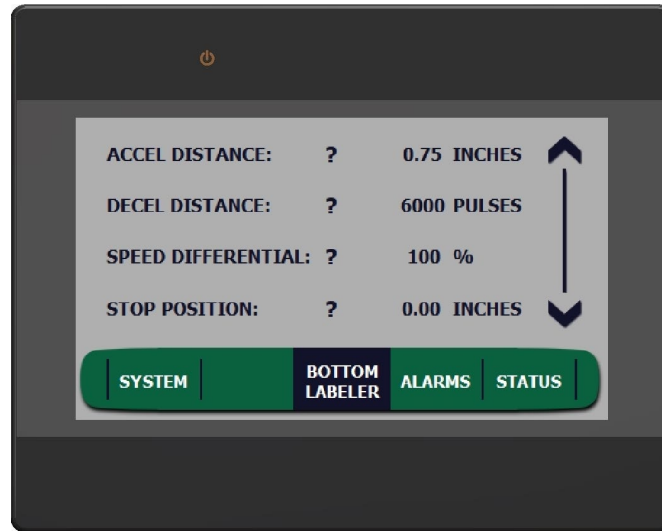 ACCEL DISTANCE: ? 0.75 INCHES
DECEL DISTANCE: ? 6000 PULSES
SPEED DIFFERENTIAL: ? 100 %
STOP POSITION: ? 0.00 INCHES
SYSTEM
BOTTOM
LABELER
ALARMS
STATUS